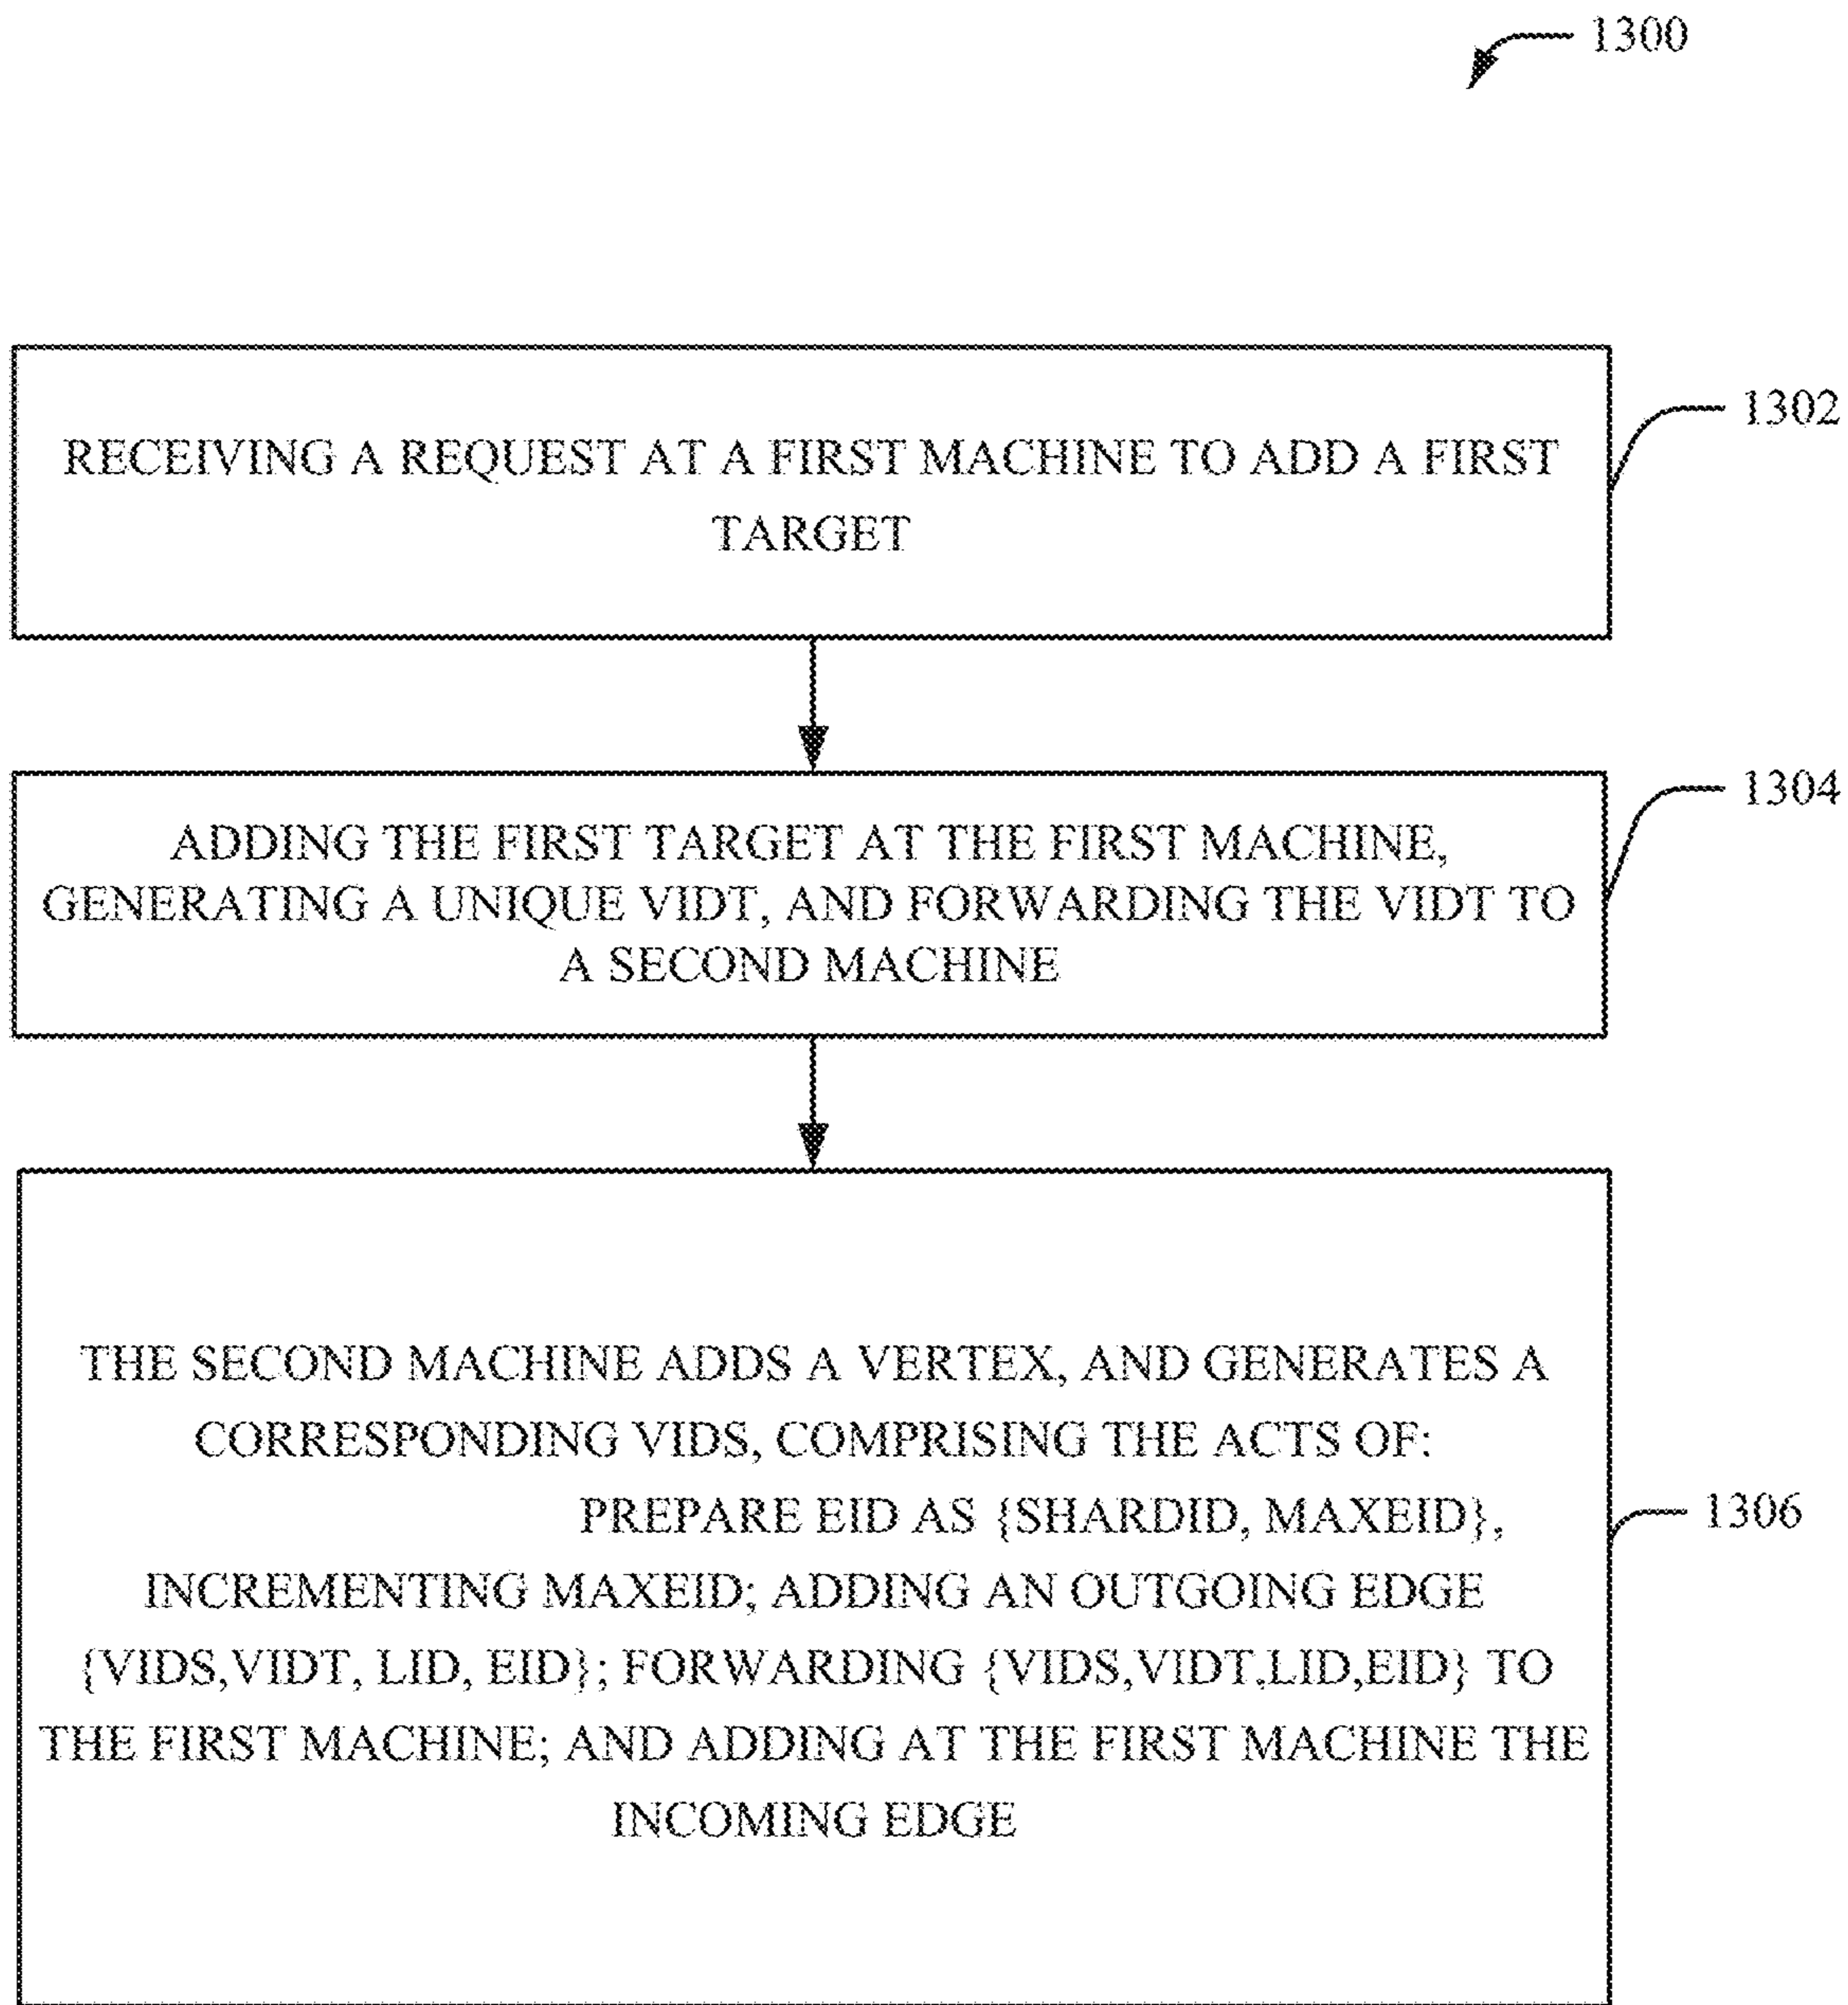 1300
RECEIVING A REQUEST AT A FIRST MACHINE TO ADD A FIRST
TARGET
1302
ADDING THE FIRST TARGET AT THE FIRST MACHINE,
GENERATING A UNIQUE VIDT, AND FORWARDING THE VIDT TO
A SECOND MACHINE
1304
THE SECOND MACHINE ADDS A VERTEX, AND GENERATES A
CORRESPONDING VIDS, COMPRISING THE ACTS OF:
PREPARE EID AS {SHARDID, MAXEID},
INCREMENTING MAXEID; ADDING AN OUTGOING EDGE
{VIDS,VIDT, LID, EID}; FORWARDING {VIDS,VIDT,LID,EID} TO
THE FIRST MACHINE; AND ADDING AT THE FIRST MACHINE THE
INCOMING EDGE
1306